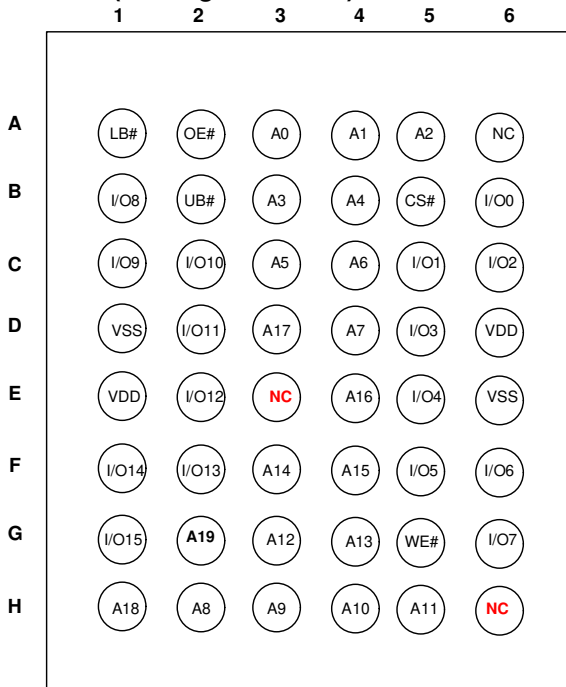 1 2 3 4 5 6
A LB# OE# A0 A1 A2 NC
B I/O8 UB# A3 A4 CS# I/O0
C I/O9 I/O10 A5 A6 I/O1 I/O2
D VSS I/O11 A17 A7 I/O3 VDD
E VDD I/O12 NC A16 I/O4 VSS
F I/O14 I/O13 A14 A15 I/O5 I/O6
G I/O15 A19 A12 A13 WE# I/O7
H A18 A8 A9 A10 A11 NC